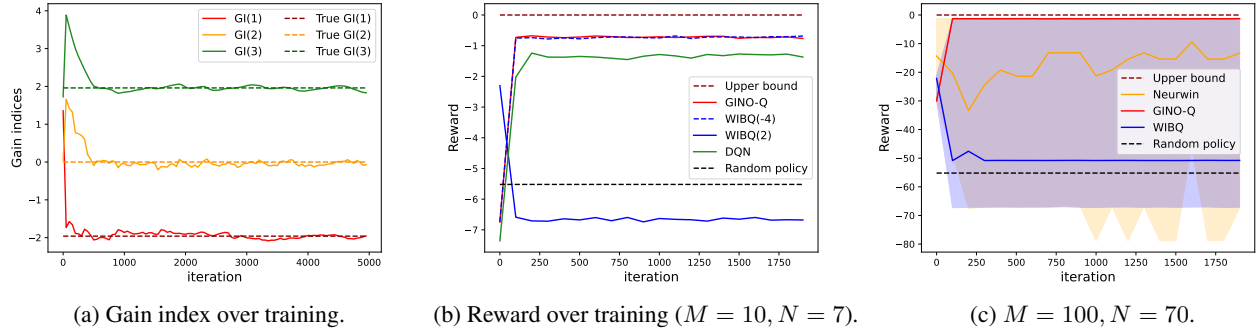 4
3
2
1
0
−1
−2
Gain indices
GI(1)
GI(2)
GI(3)
True GI(1)
True GI(2)
True GI(3)
0 1000 2000 3000 4000 5000
iteration
(a) Gain index over training.
0
−1
−2
−3
−4
−5
−6
−7
Reward
Upper bound
GINO-Q
WIBQ(-4)
WIBQ(2)
DQN
Random policy
0 250 500 750 1000 1250 1500 1750
iteration
(b) Reward over training (M = 10, N = 7).
0
−10
−20
−30
−40
−50
−60
−70
−80
Reward
Upper bound
Neurwin
GINO-Q
WIBQ
Random policy
0 250 500 750 1000 1250 1500 1750
iteration
(c) M = 100, N = 70.